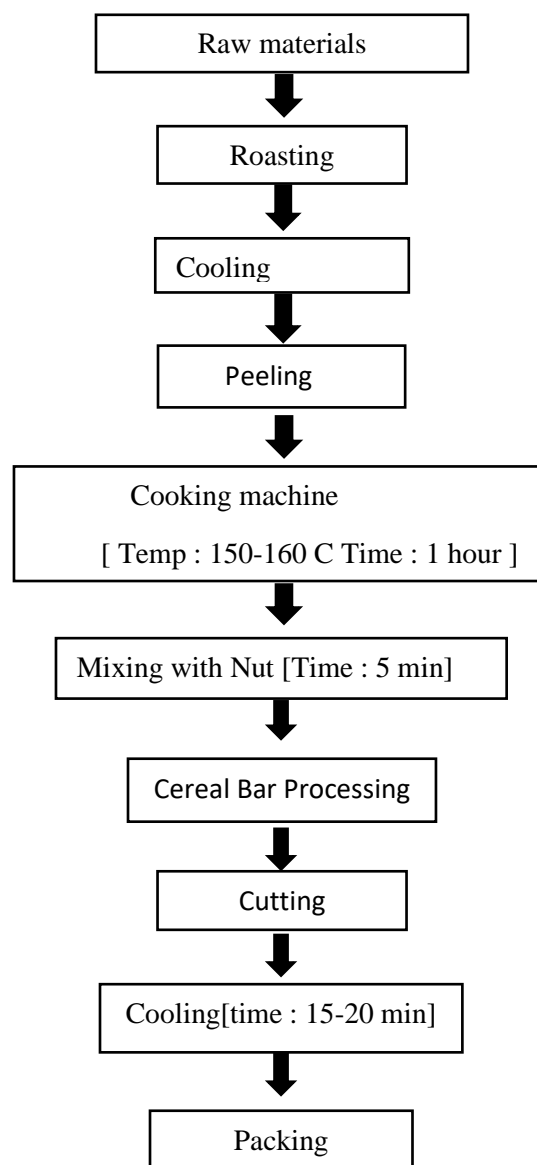 Raw materials
Roasting
Cooling
Peeling
Cooking machine
[ Temp : 150-160 C Time : 1 hour ]
Mixing with Nut [Time : 5 min]
Cereal Bar Processing
Cutting
Cooling[time : 15-20 min]
Packing